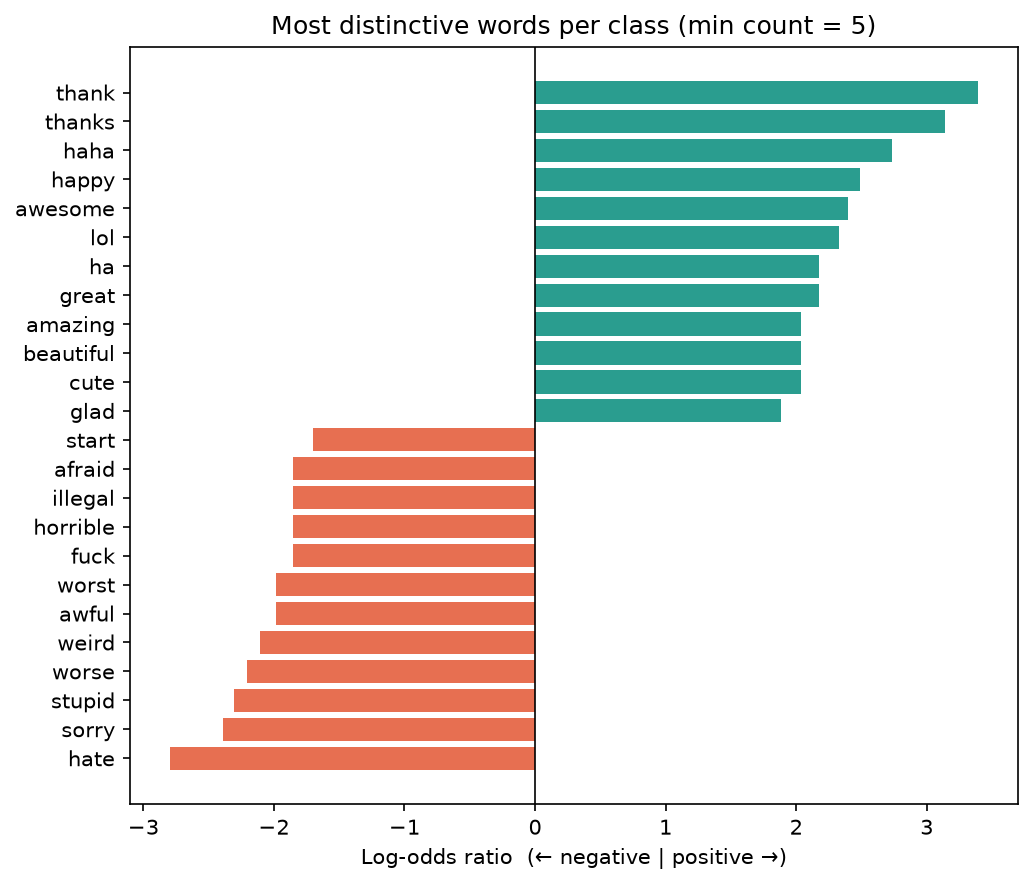 Most distinctive words per class (min count = 5)
thank
thanks
haha
happy
awesome
lol
ha
great
amazing
beautiful
cute
glad
start
afraid
illegal
horrible
fuck
worst
awful
weird
worse
stupid
sorry
hate
−3 −2 −1 0 1 2 3
Log-odds ratio (← negative | positive →)